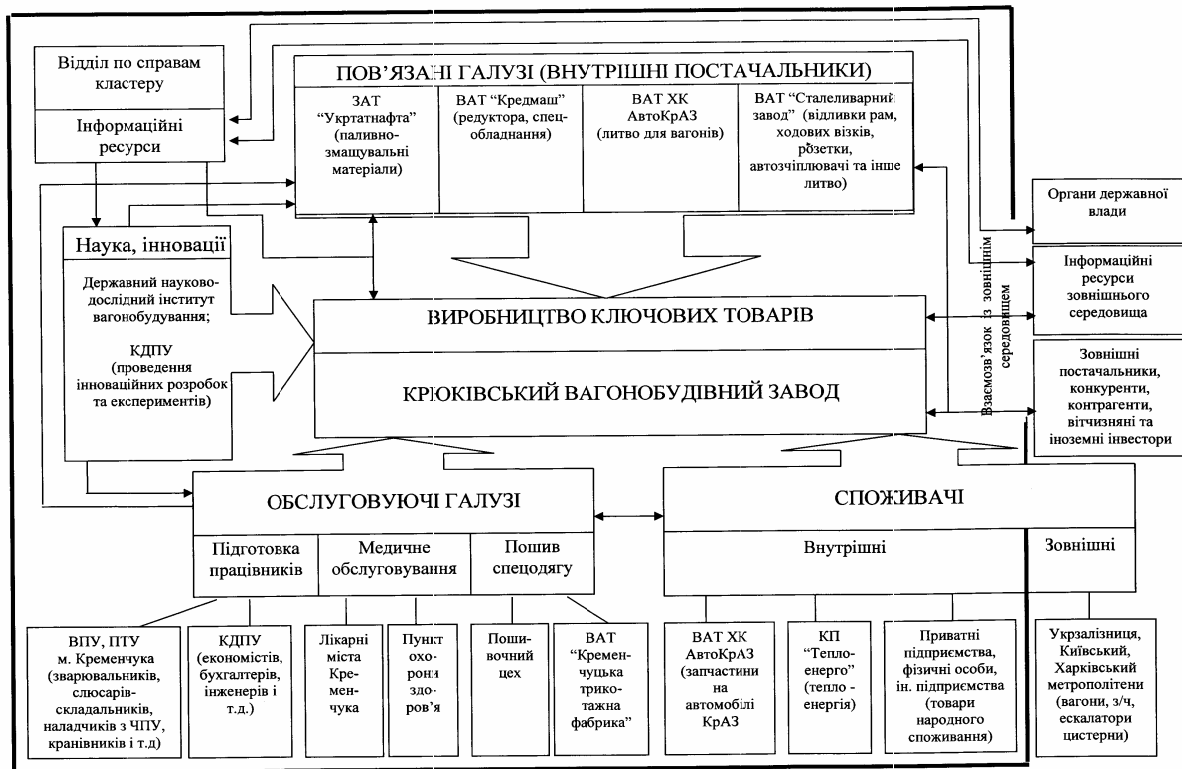 Відділ по справам
кластеру
Інформаційні
ресурси
ПОВ’ЯЗАНІ ГАЛУЗІ (ВНУТРІШНІ ПОСТАЧАЛЬНИКИ)
ЗАТ
“Укртатнафта”
(паливно-
змащувальні
матеріали)
ВАТ “Кредмаш”
(редуктора, спец-
обладнання)
ВАТ ХК
АвтоКрАЗ
(литво для вагонів)
ВАТ “Сталеливарний
завод” (відливки рам,
ходових візків,
розетки,
автозчіплювачі та інше
литво)
Органи державної
влади
Інформаційні
ресурси
зовнішнього
середовища
Зовнішні
постачальники,
конкуренти,
контрагенти,
вітчизняні та
іноземні інвестори
Взаємозв’язок із зовнішнім
середовищем
Наука, інновації
Державний науково-
дослідний інститут
вагонобудування;
КДПУ
(проведення
інноваційних розробок
та експериментів)
ВИРОБНИЦТВО КЛЮЧОВИХ ТОВАРІВ
КРЮКІВСЬКИЙ ВАГОНОБУДІВНИЙ ЗАВОД
ОБСЛУГОВУЮЧІ ГАЛУЗІ
Підготовка
працівників
Медичне
обслуговування
Пошив
спецодягу
СПОЖИВАЧІ
Внутрішні
Зовнішні
ВПУ, ПТУ
м. Кременчука
(зварювальників,
слюсарів-
складальників,
наладчиків з ЧПУ,
кранівників і т.д)
КДПУ
(економістів,
бухгалтерів,
інженерів і
т.д.)
Лікарні
міста
Кре-
мен-
чука
Пункт
охо-
рони
здо-
ров’я
Поши-
вочний
цех
ВАТ
“Кремен-
чуцька
трико-
тажна
фабрика”
ВАТ ХК
АвтоКрАЗ
(запчастини
на
автомобілі
КрАЗ
КП
“Тепло-
енерго”
(тепло -
енергія)
Приватні
підприємства,
фізичні особи,
ін. підприємства
(товари
народного
споживання)
Укрзалізниця,
Київський,
Харківський
метрополітени
(вагони, з/ч,
ескалатори
цистерни)